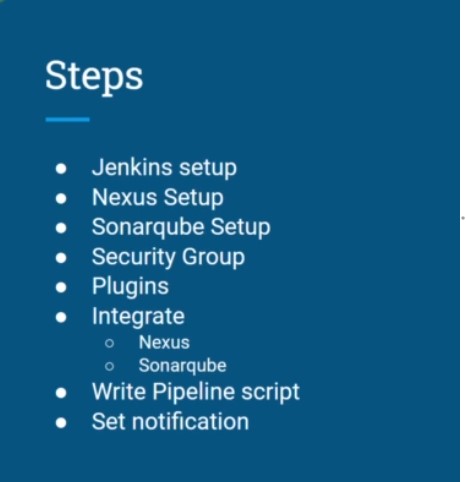 Steps
● Jenkins setup
● Nexus Setup
● Sonarqube Setup
● Security Group
● Plugins
● Integrate
○ Nexus
○ Sonarqube
● Write Pipeline script
● Set notification